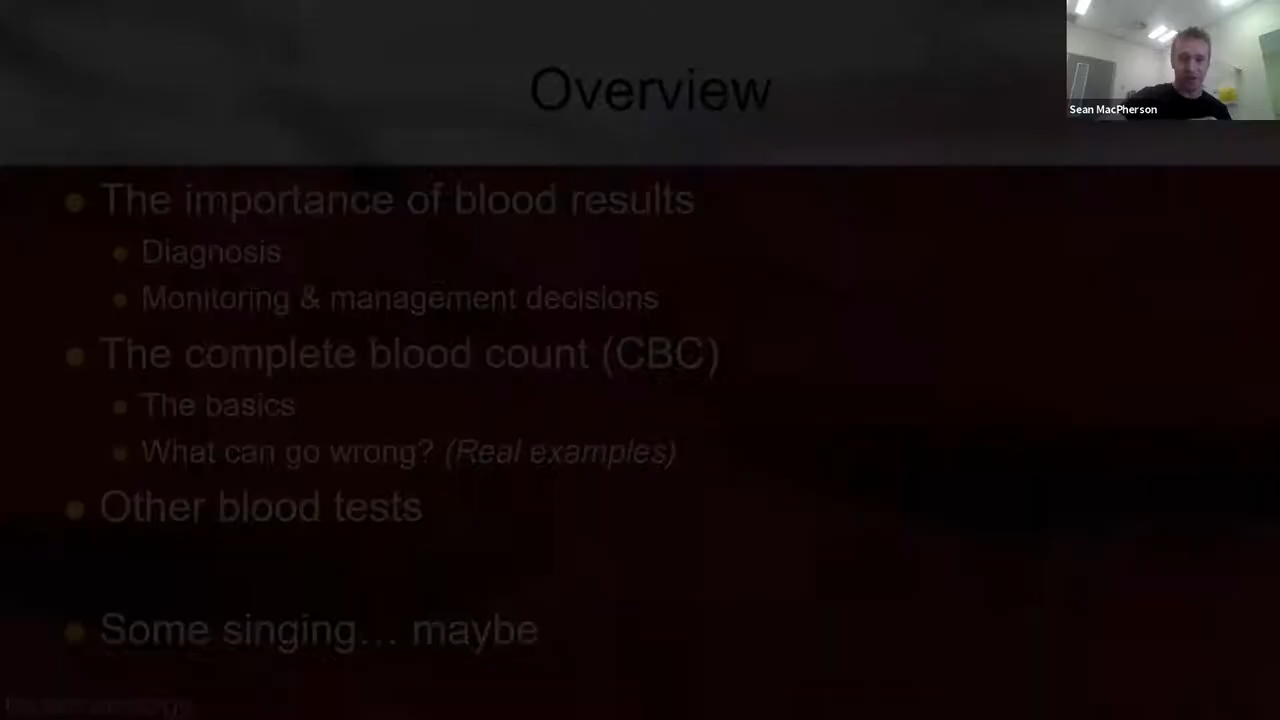 Overview
Sean MacPherson
The importance of blood results
Diagnosis
Monitoring & management decisions
The complete blood count (CBC)
The basics
What can go wrong? (Real examples)
Other blood tests
Some singing… maybe